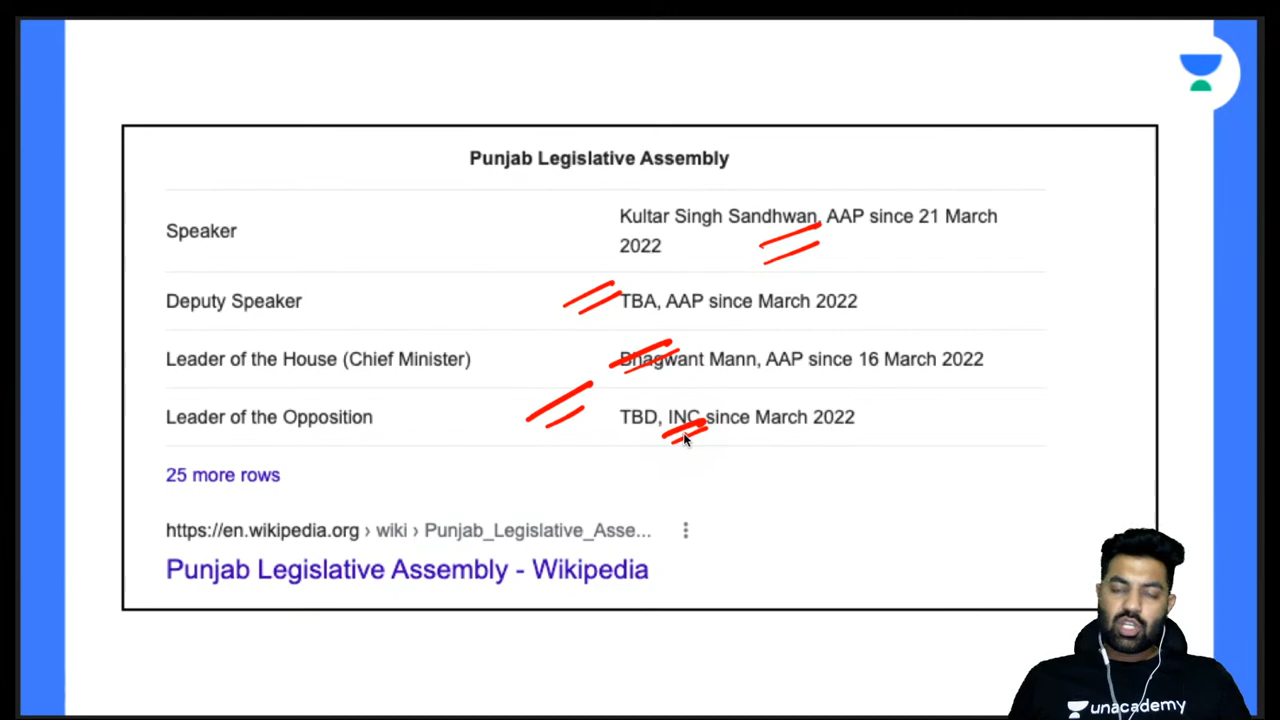 Punjab Legislative Assembly
Speaker
Kultar Singh Sandhwan, AAP since 21 March
2022
Deputy Speaker
TBA, AAP since March 2022
Leader of the House (Chief Minister)
Bhagwant Mann, AAP since 16 March 2022
Leader of the Opposition
TBD, INC since March 2022
25 more rows
https://en.wikipedia.org › wiki › Punjab_Legislative_Asse...
Punjab Legislative Assembly - Wikipedia
unacademy